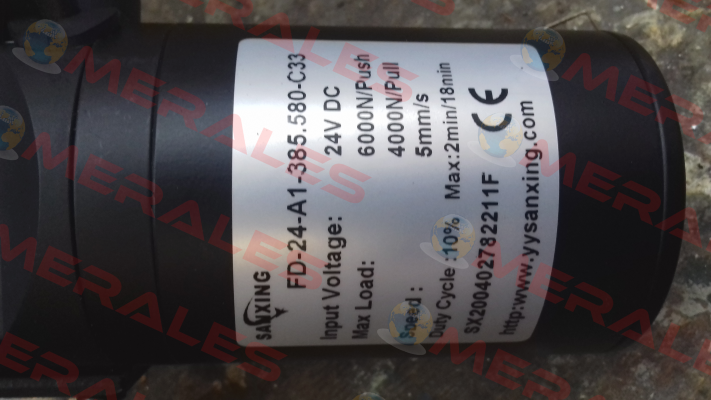 SANXING
FD-24-A1-385.580-C33
Input Voltage: 24V DC
Max Load: 6000N/Push
4000N/Pull
Speed : 5mm/s
Duty Cycle :10% Max:2min/18min
SX200402782211F
CE
http:www.yysanxing.com
MERALES
MERALES
MERALES
MERALES
MERALES